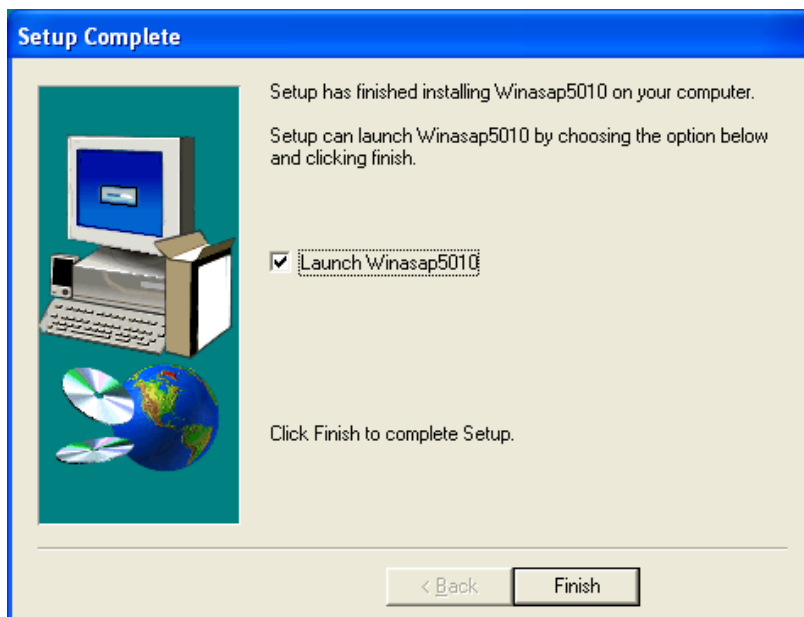 Setup Complete
Setup has finished installing Winasap5010 on your computer.
Setup can launch Winasap5010 by choosing the option below
and clicking finish.
Launch Winasap5010
Click Finish to complete Setup.
< Back
Finish